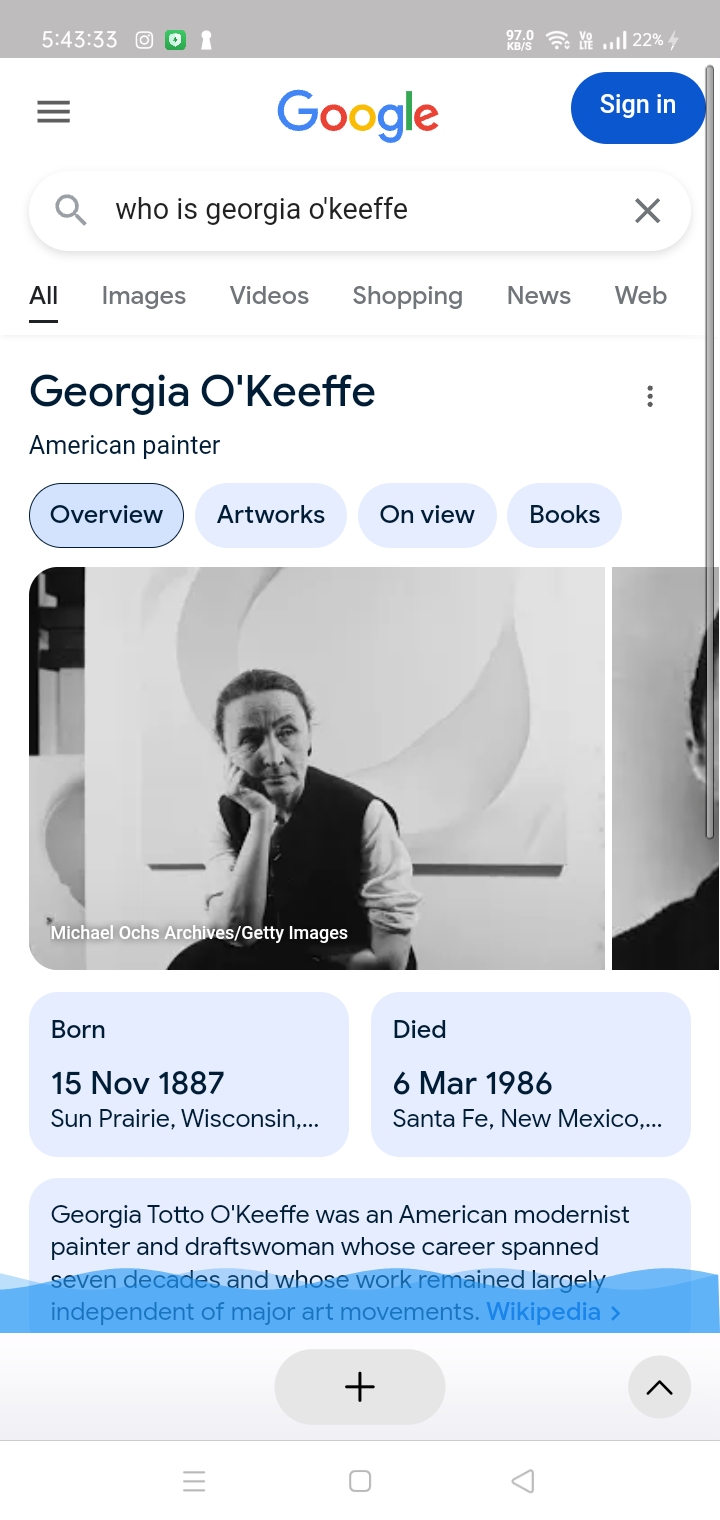 5:43:33 97.0 KB/S Vo LTE 22%
Google
Sign in
who is georgia o'keeffe
All Images Videos Shopping News Web
Georgia O'Keeffe
American painter
Overview Artworks On view Books
Michael Ochs Archives/Getty Images
Born
15 Nov 1887
Sun Prairie, Wisconsin,...
Died
6 Mar 1986
Santa Fe, New Mexico,...
Georgia Totto O'Keeffe was an American modernist
painter and draftswoman whose career spanned
seven decades and whose work remained largely
independent of major art movements. Wikipedia >